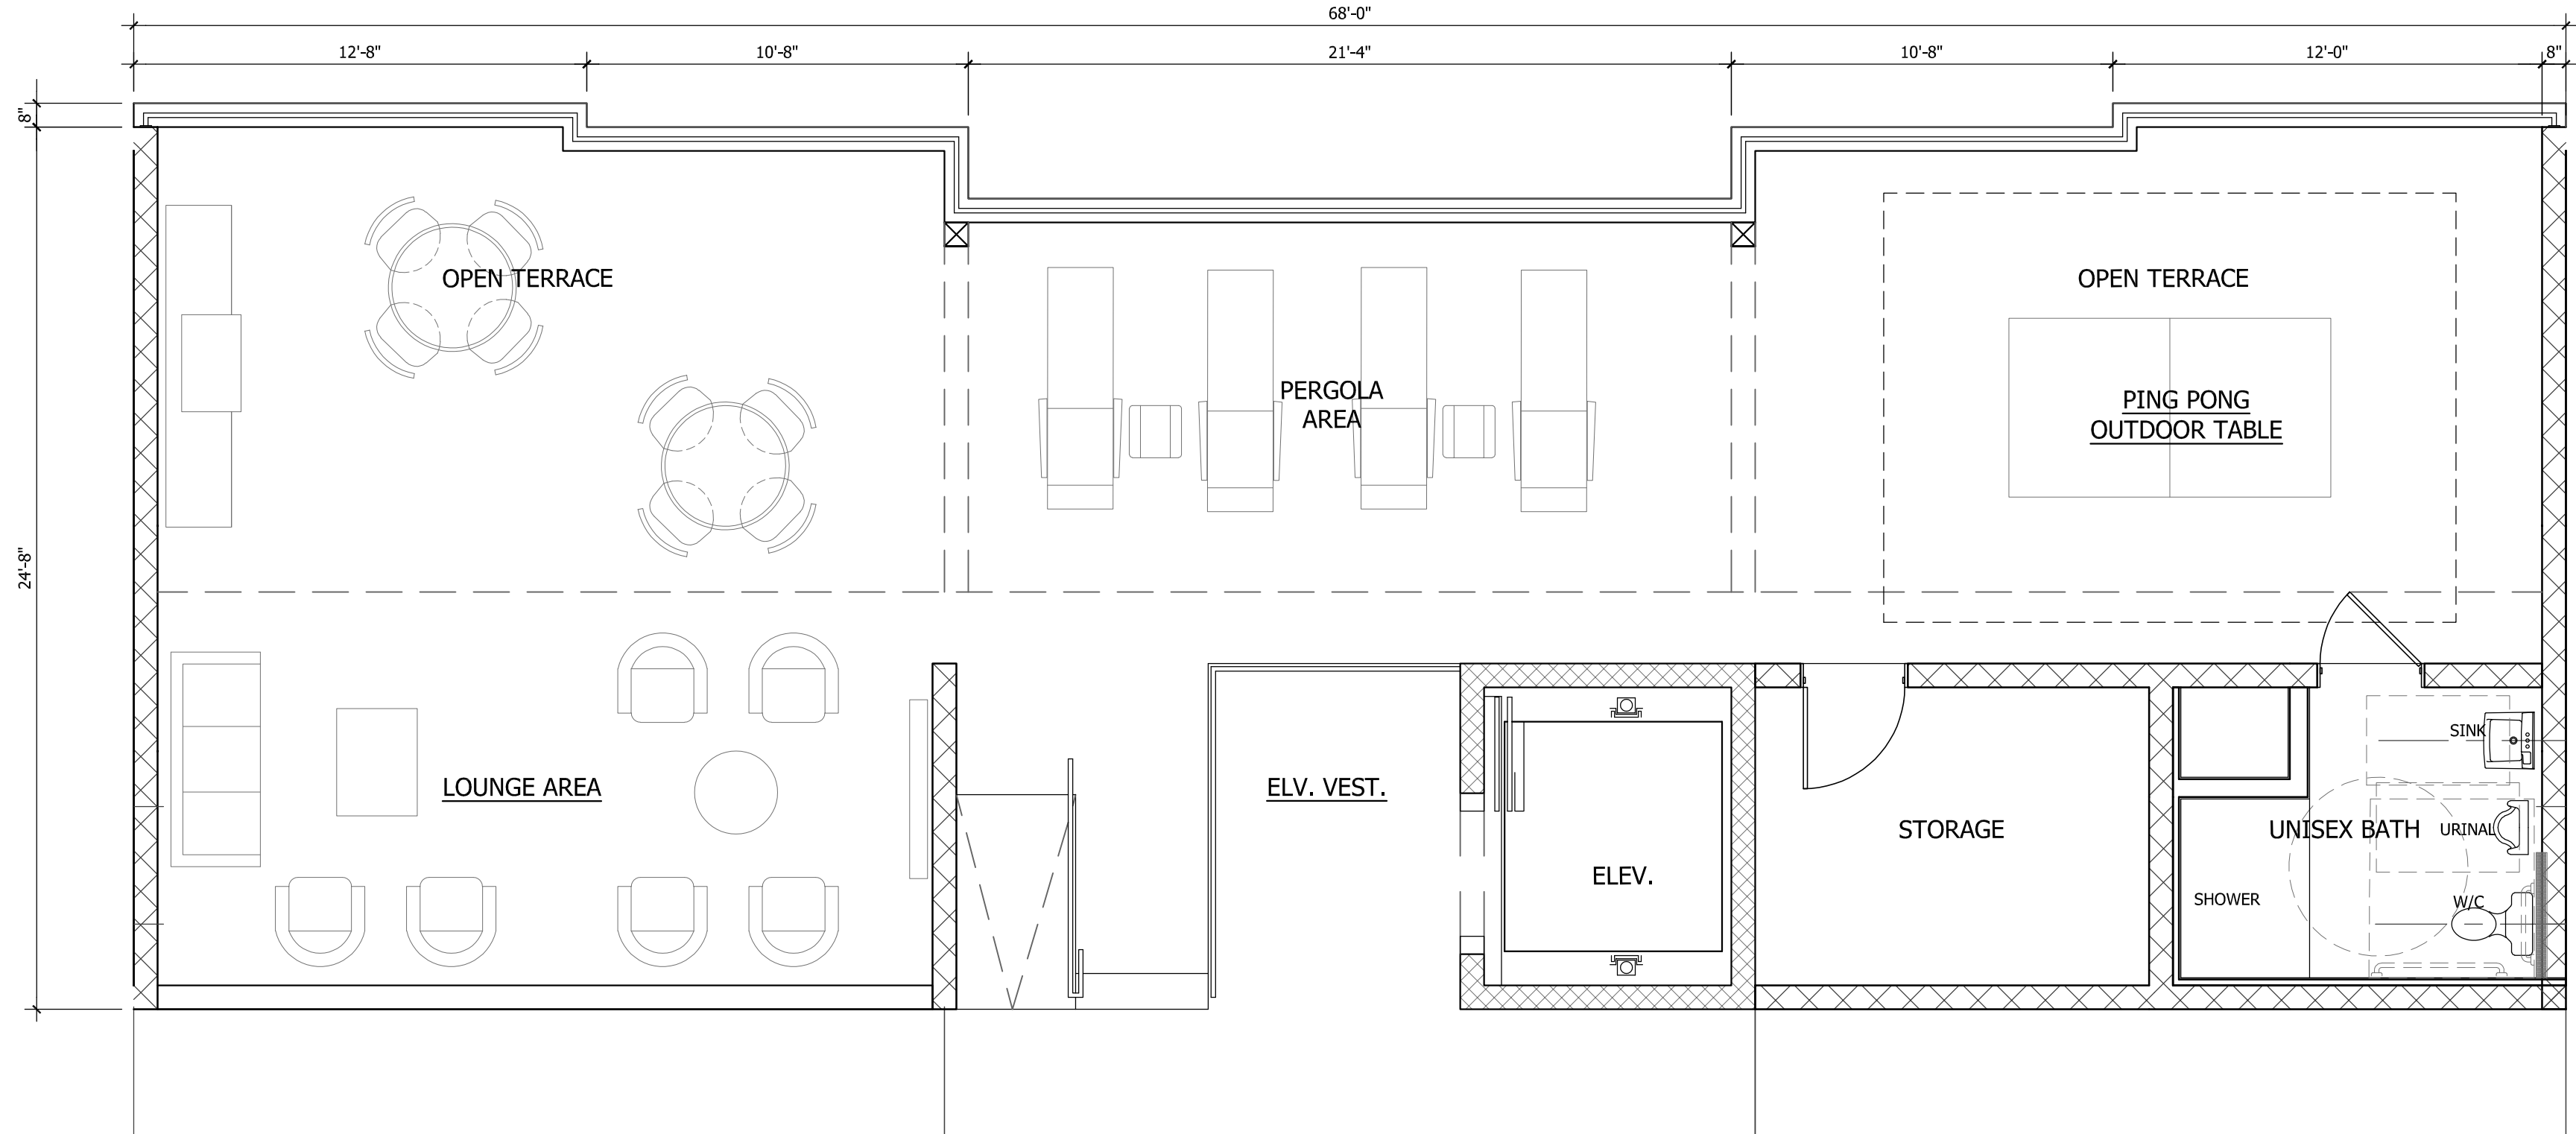 68'-0"
12'-8"
10'-8"
21'-4"
10'-8"
12'-0"
8"
8"
24'-8"
OPEN TERRACE
OPEN TERRACE
PERGOLA
AREA
PING PONG
OUTDOOR TABLE
SINK
LOUNGE AREA
ELV. VEST.
STORAGE
UNISEX BATH
URINAL
ELEV.
SHOWER
W/C